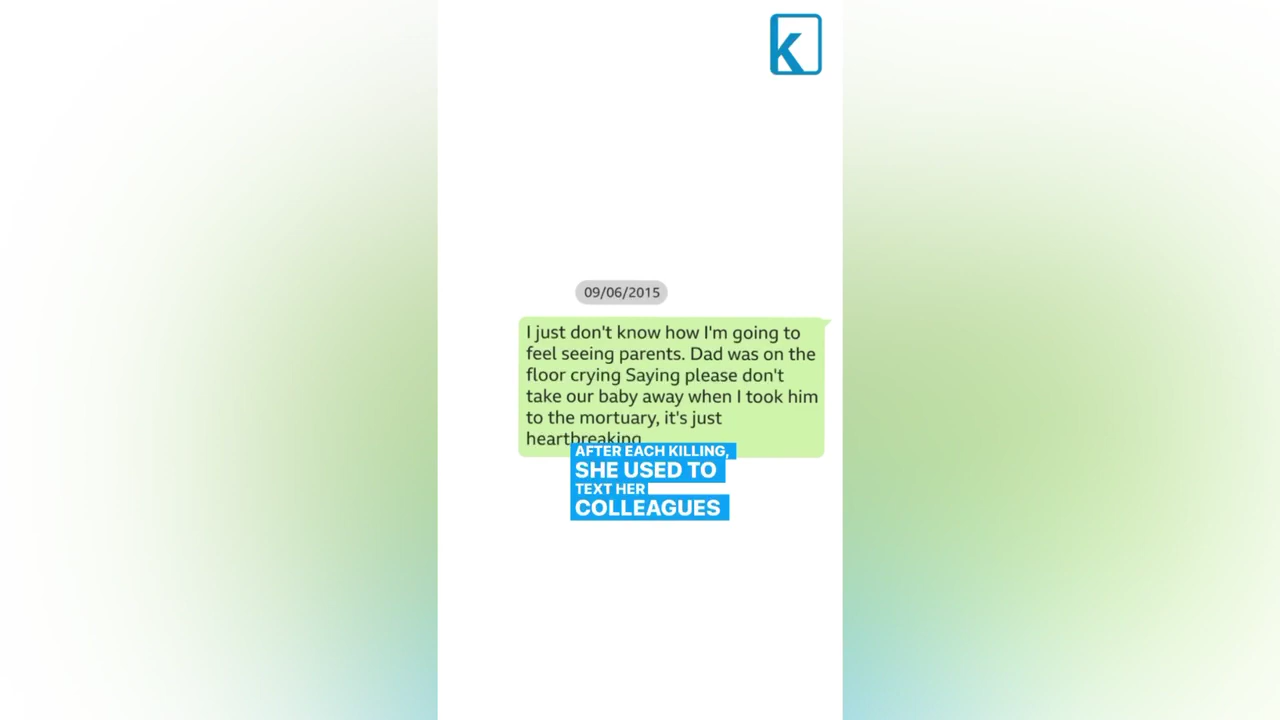 K
09/06/2015
I just don't know how I'm going to
feel seeing parents. Dad was on the
floor crying Saying please don't
take our baby away when I took him
to the mortuary, it's just
heartbreaking
AFTER EACH KILLING,
SHE USED TO
TEXT HER
COLLEAGUES